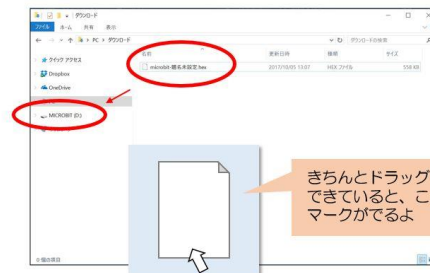 ダウンロード
ファイル ホーム 共有 表示
PC › ダウンロード
ダウンロードの検索
名前 更新日時 種類 サイズ
クイック アクセス
microbit-題名未設定.hex 2017/10/05 13:07 HEX ファイル 558 KB
Dropbox
OneDrive
MICROBIT (D:)
きちんとドラッグ
できていると、こ
マークがでるよ